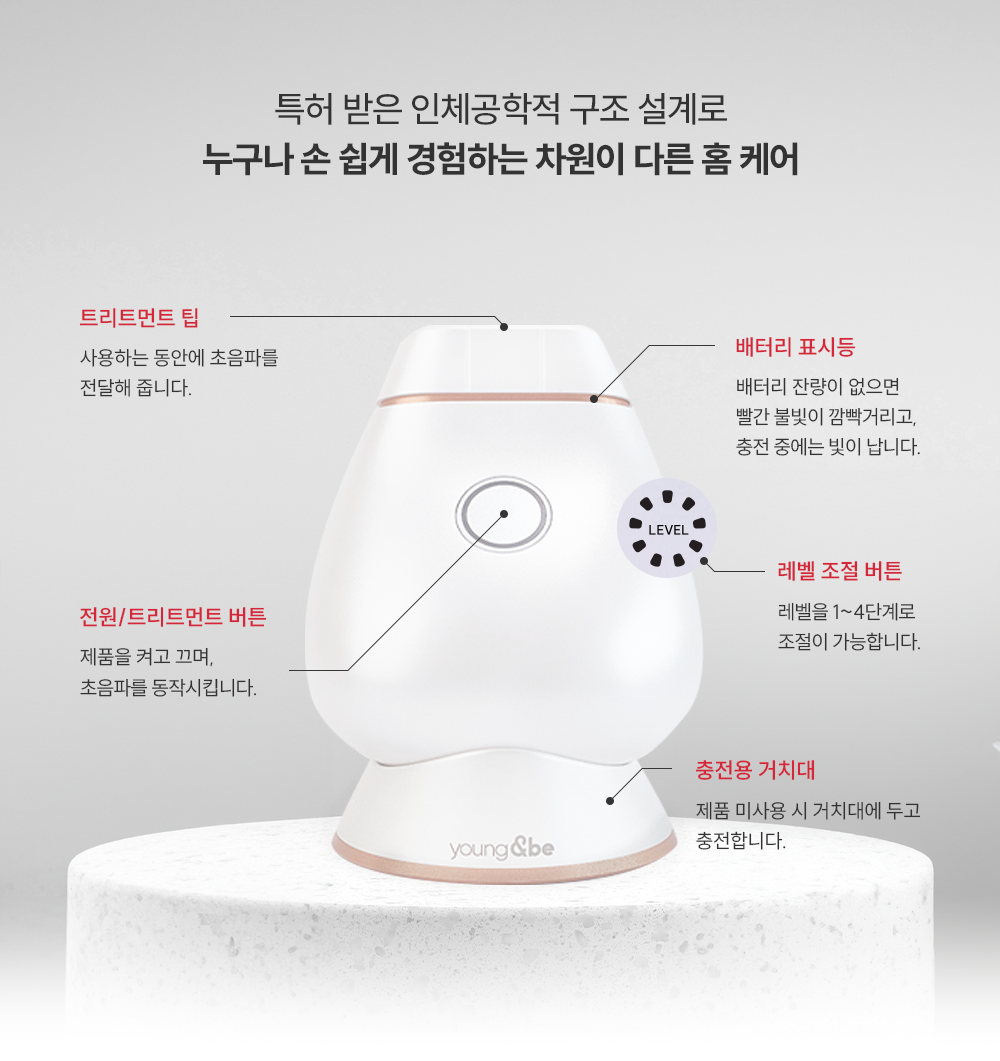 특허 받은 인체공학적 구조 설계로
누구나 손 쉽게 경험하는 차원이 다른 홈 케어
트리트먼트 팁
사용하는 동안에 초음파를
전달해 줍니다.
배터리 표시등
배터리 잔량이 없으면
빨간 불빛이 깜빡거리고,
충전 중에는 빛이 납니다.
LEVEL
레벨 조절 버튼
레벨을 1~4단계로
조절이 가능합니다.
전원/트리트먼트 버튼
제품을 켜고 끄며,
초음파를 동작시킵니다.
충전용 거치대
제품 미사용 시 거치대에 두고
충전합니다.
young&be